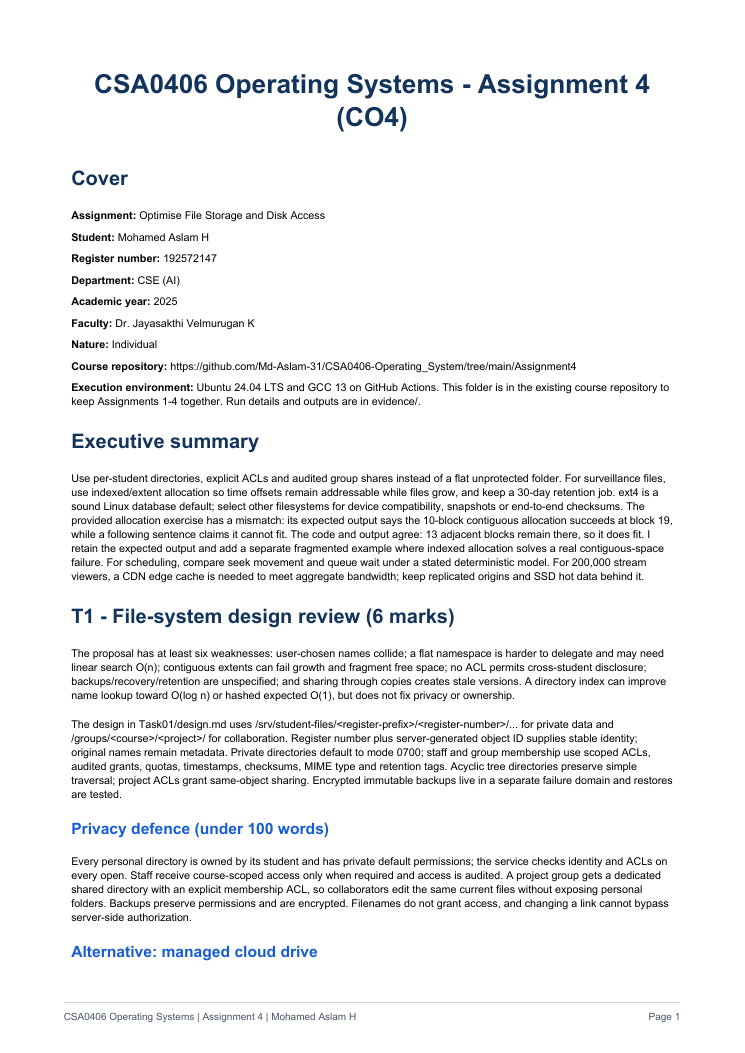 CSA0406 Operating Systems - Assignment 4
(CO4)
Cover
Assignment: Optimise File Storage and Disk Access
Student: Mohamed Aslam H
Register number: 192572147
Department: CSE (AI)
Academic year: 2025
Faculty: Dr. Jayasakthi Velmurugan K
Nature: Individual
Course repository: https://github.com/Md-Aslam-31/CSA0406-Operating_System/tree/main/Assignment4
Execution environment: Ubuntu 24.04 LTS and GCC 13 on GitHub Actions. This folder is in the existing course repository to
keep Assignments 1-4 together. Run details and outputs are in evidence/.
Executive summary
Use per-student directories, explicit ACLs and audited group shares instead of a flat unprotected folder. For surveillance files,
use indexed/extent allocation so time offsets remain addressable while files grow, and keep a 30-day retention job. ext4 is a
sound Linux database default; select other filesystems for device compatibility, snapshots or end-to-end checksums. The
provided allocation exercise has a mismatch: its expected output says the 10-block contiguous allocation succeeds at block 19,
while a following sentence claims it cannot fit. The code and output agree: 13 adjacent blocks remain there, so it does fit. I
retain the expected output and add a separate fragmented example where indexed allocation solves a real contiguous-space
failure. For scheduling, compare seek movement and queue wait under a stated deterministic model. For 200,000 stream
viewers, a CDN edge cache is needed to meet aggregate bandwidth; keep replicated origins and SSD hot data behind it.
T1 - File-system design review (6 marks)
The proposal has at least six weaknesses: user-chosen names collide; a flat namespace is harder to delegate and may need
linear search O(n); contiguous extents can fail growth and fragment free space; no ACL permits cross-student disclosure;
backups/recovery/retention are unspecified; and sharing through copies creates stale versions. A directory index can improve
name lookup toward O(log n) or hashed expected O(1), but does not fix privacy or ownership.
The design in Task01/design.md uses /srv/student-files/<register-prefix>/<register-number>/... for private data and
/groups/<course>/<project>/ for collaboration. Register number plus server-generated object ID supplies stable identity;
original names remain metadata. Private directories default to mode 0700; staff and group membership use scoped ACLs,
audited grants, quotas, timestamps, checksums, MIME type and retention tags. Acyclic tree directories preserve simple
traversal; project ACLs grant same-object sharing. Encrypted immutable backups live in a separate failure domain and restores
are tested.
Privacy defence (under 100 words)
Every personal directory is owned by its student and has private default permissions; the service checks identity and ACLs on
every open. Staff receive course-scoped access only when required and access is audited. A project group gets a dedicated
shared directory with an explicit membership ACL, so collaborators edit the same current files without exposing personal
folders. Backups preserve permissions and are encrypted. Filenames do not grant access, and changing a link cannot bypass
server-side authorization.
Alternative: managed cloud drive
CSA0406 Operating Systems | Assignment 4 | Mohamed Aslam H
Page 1